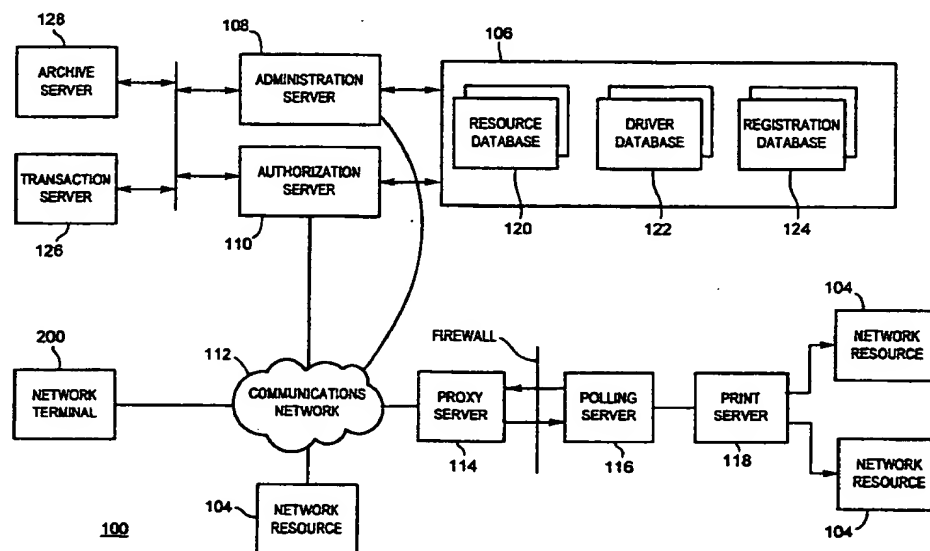 128
ARCHIVE
SERVER
108
ADMINISTRATION
SERVER
106
RESOURCE
DATABASE
DRIVER
DATABASE
REGISTRATION
DATABASE
120
122
124
TRANSACTION
SERVER
126
AUTHORIZATION
SERVER
110
200
NETWORK
TERMINAL
112
COMMUNICATIONS
NETWORK
FIREWALL
PROXY
SERVER
114
POLLING
SERVER
116
PRINT
SERVER
118
104
NETWORK
RESOURCE
NETWORK
RESOURCE
104
104
NETWORK
RESOURCE
100